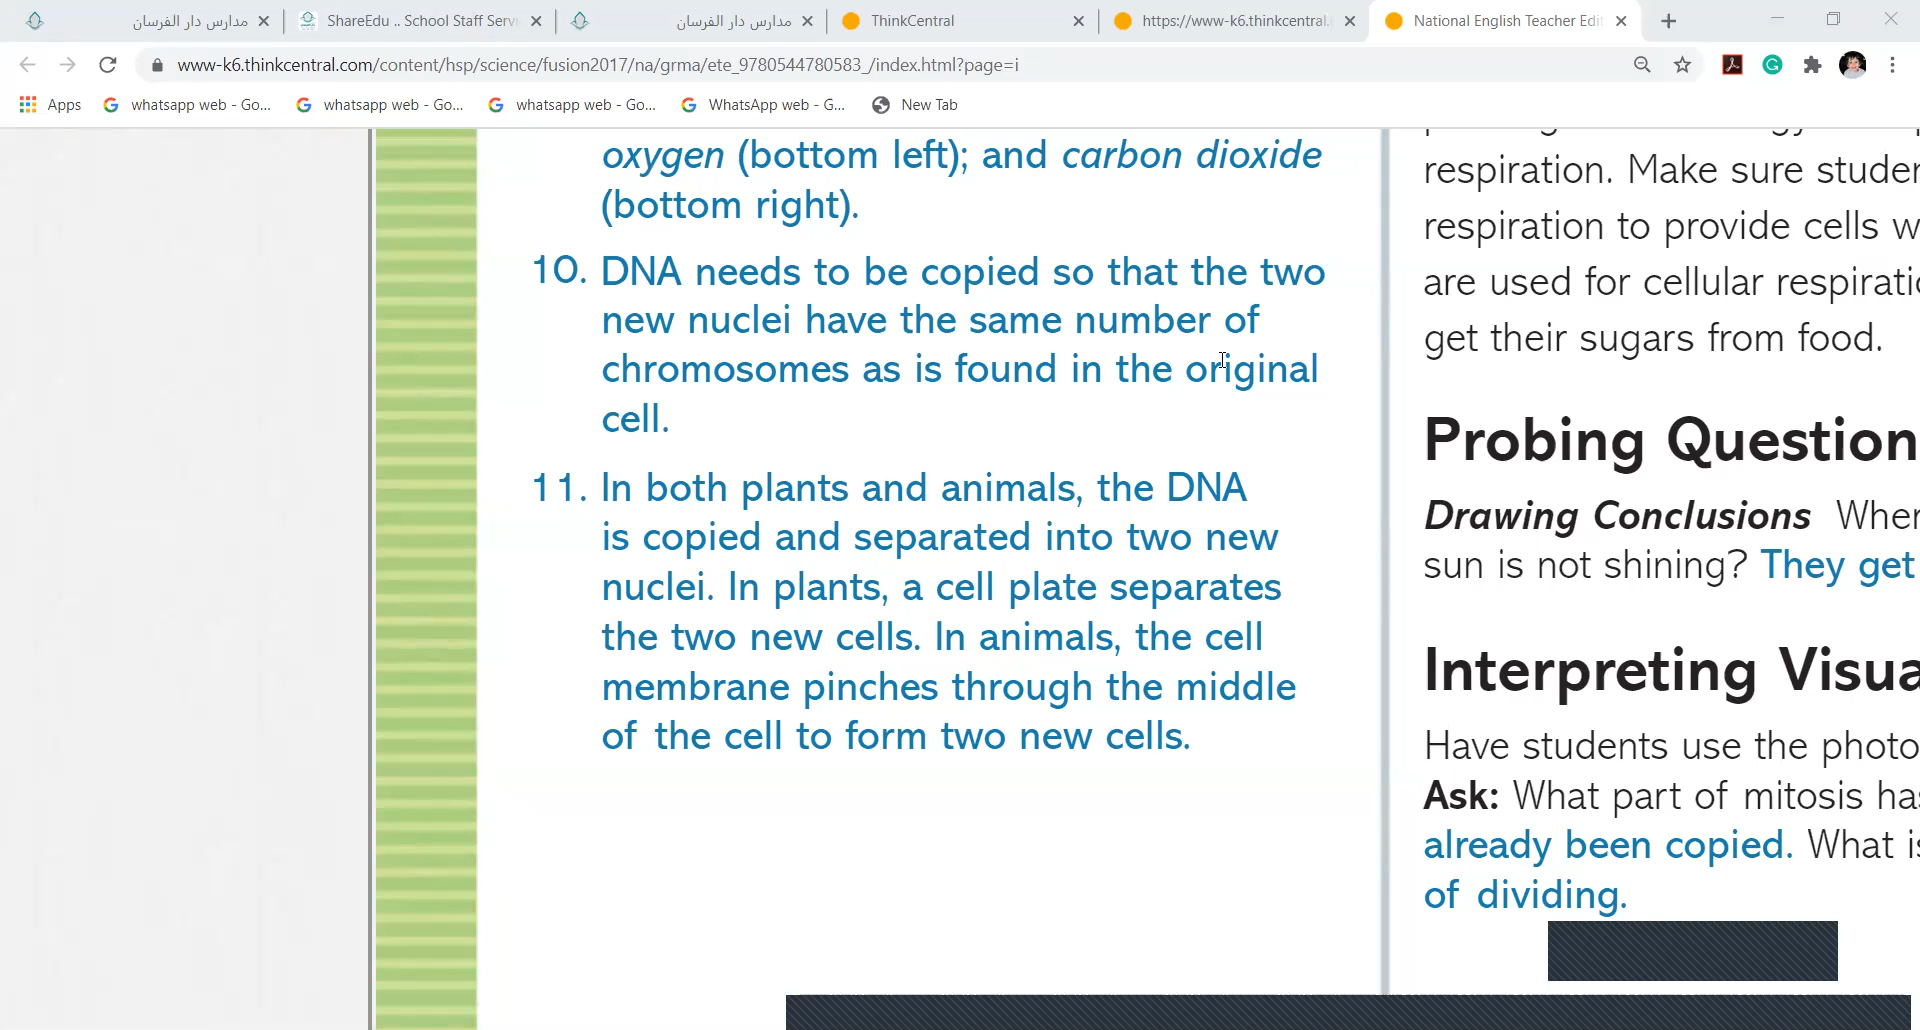 مدارس دار الفرسان
ShareEdu .. School Staff Serv
مدارس دار الفرسان
ThinkCentral
https://www-k6.thinkcentral.
National English Teacher Edit
www-k6.thinkcentral.com/content/hsp/science/fusion2017/na/grma/ete_9780544780583_/index.html?page=i
Apps
whatsapp web - Go...
whatsapp web - Go...
whatsapp web - Go...
WhatsApp web - G...
New Tab
oxygen (bottom left); and carbon dioxide
(bottom right).
10. DNA needs to be copied so that the two
new nuclei have the same number of
chromosomes as is found in the original
cell.
11. In both plants and animals, the DNA
is copied and separated into two new
nuclei. In plants, a cell plate separates
the two new cells. In animals, the cell
membrane pinches through the middle
of the cell to form two new cells.
respiration. Make sure studen
respiration to provide cells w
are used for cellular respiratio
get their sugars from food.
Probing Question
Drawing Conclusions Wher
sun is not shining? They get
Interpreting Visua
Have students use the photo
Ask: What part of mitosis has
already been copied. What is
of dividing.